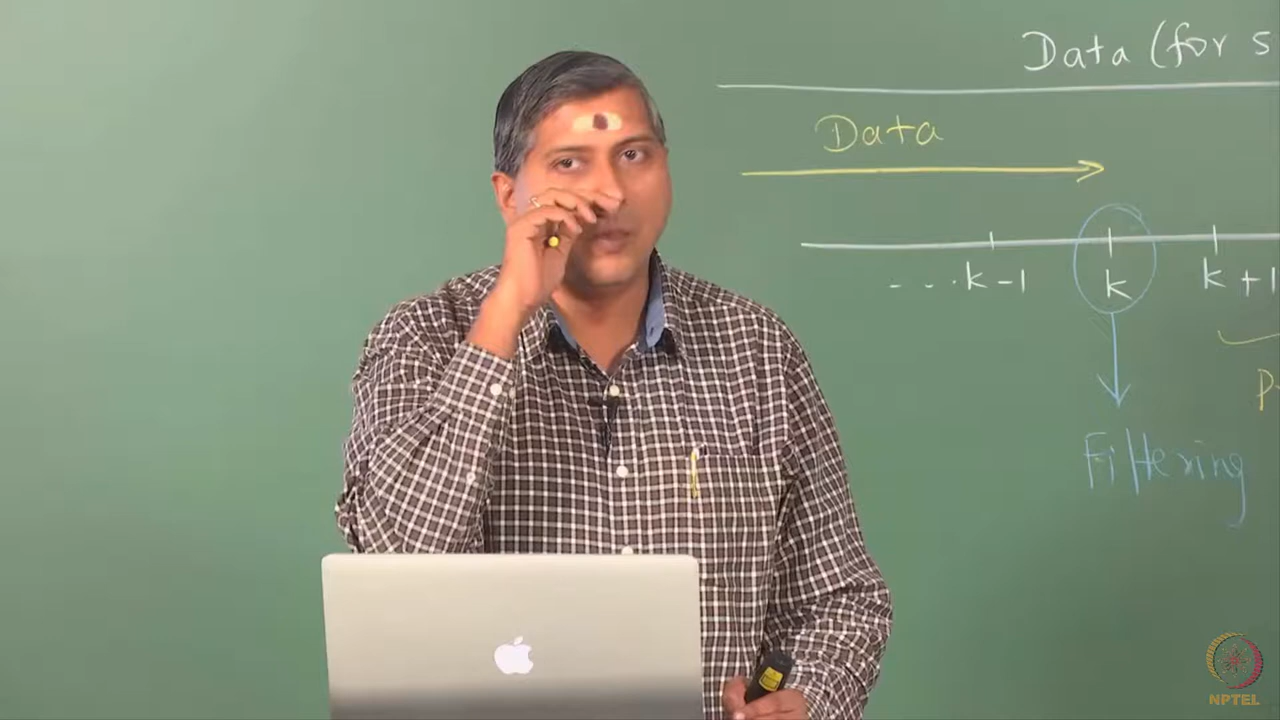 Data (for s
Data
....k-1 k k+1
P
Filtering
NPTEL